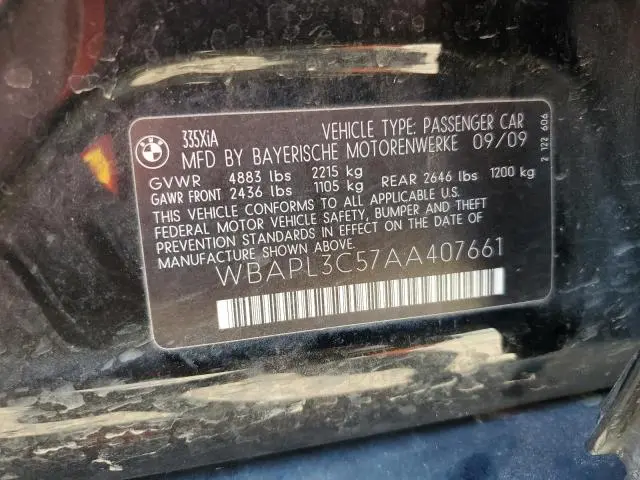 BMW
335XiA VEHICLE TYPE: PASSENGER CAR
MFD BY BAYERISCHE MOTORENWERKE 09/09
GVWR 4883 lbs 2215 kg
GAWR FRONT 2436 lbs 1105 kg REAR 2646 lbs 1200 kg
THIS VEHICLE CONFORMS TO ALL APPLICABLE U.S.
FEDERAL MOTOR VEHICLE SAFETY, BUMPER AND THEFT
PREVENTION STANDARDS IN EFFECT ON THE DATE OF
MANUFACTURE SHOWN ABOVE.
WBAPL3C57AA407661
2 122 606